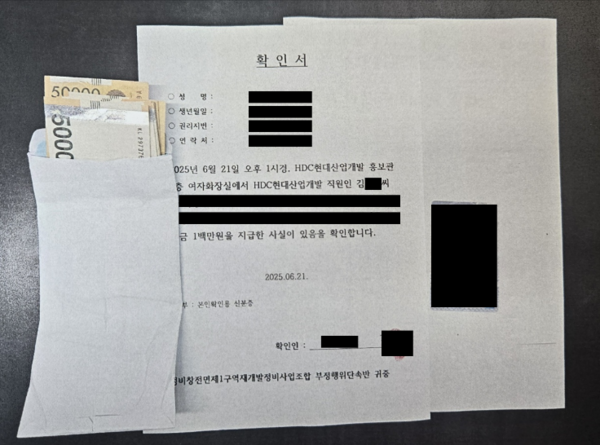 50000
5000
확 인 서
○ 성 명 :
○ 생년월일 :
○ 권리지번 :
○ 연 락 처 :
2025년 6월 21일 오후 1시경, HDC현대산업개발 홍보관
층 여자화장실에서 HDC현대산업개발 직원인 김 씨
금 1백만원을 지급한 사실이 있음을 확인합니다.
2025.06.21.
부 : 본인확인용 신분증
확인인 :
정비창전면제1구역재개발정비사업조합 부정행위단속반 귀중